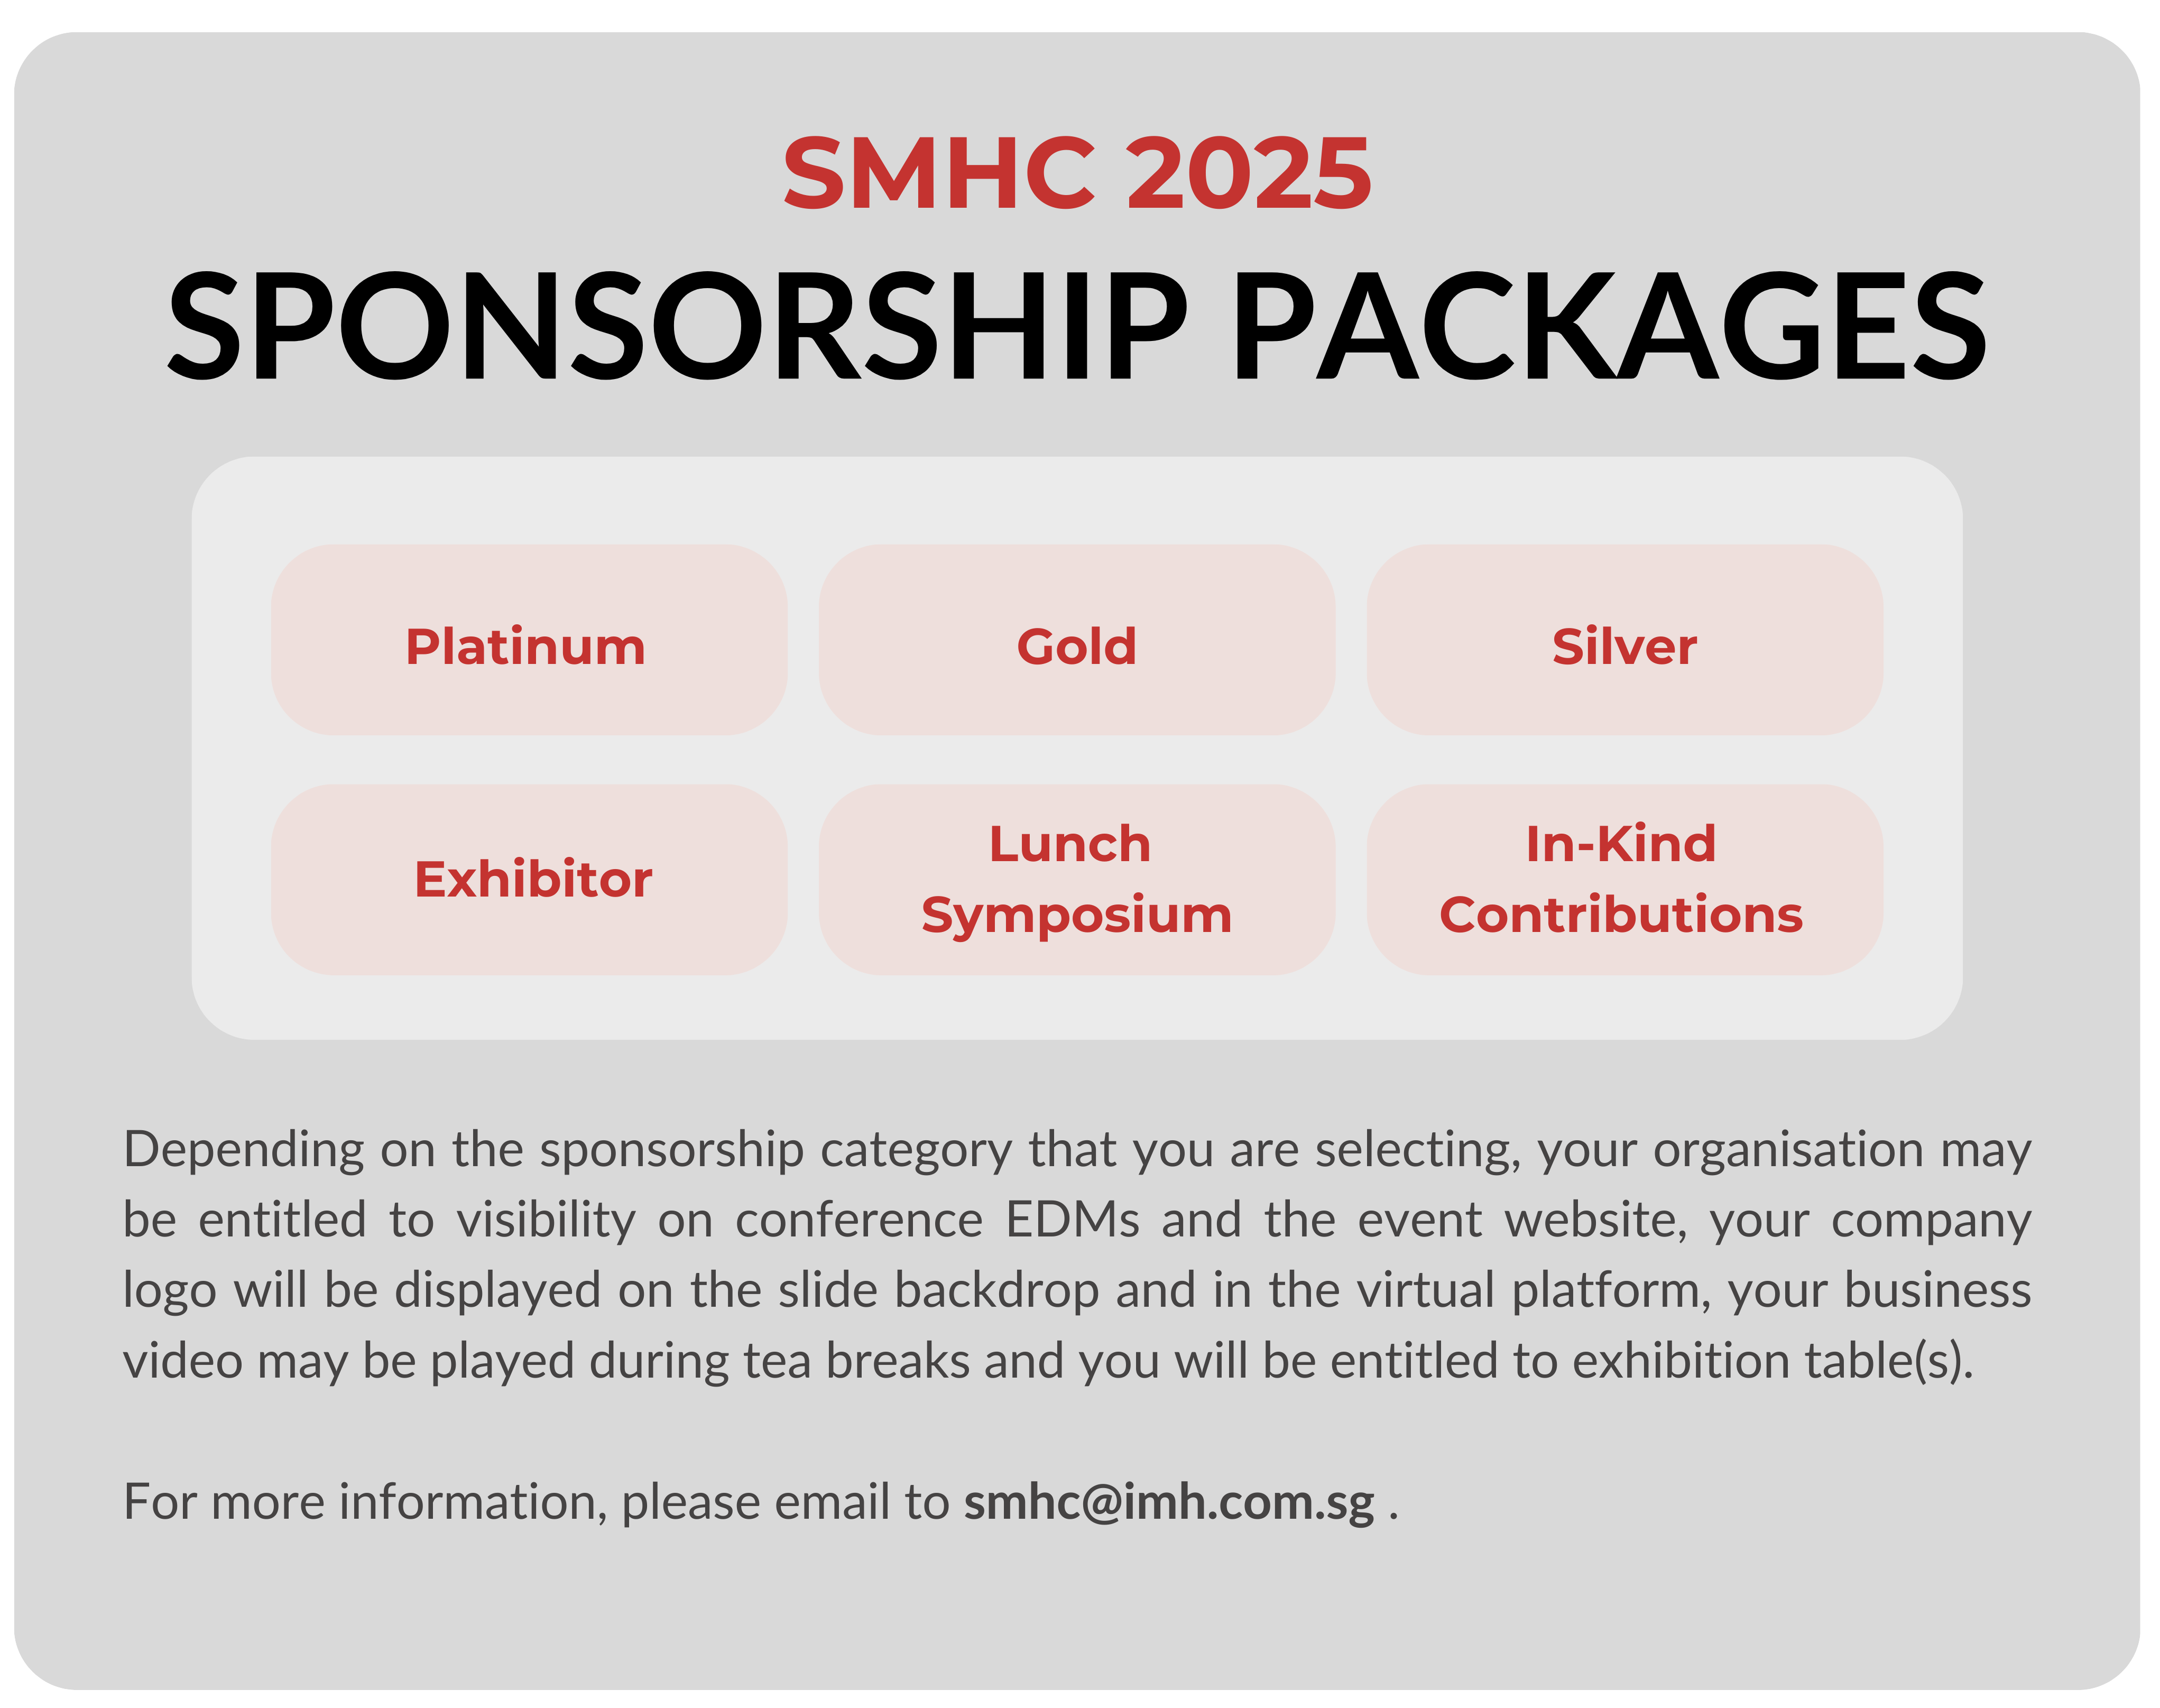 SMHC 2025
SPONSORSHIP PACKAGES
Platinum
Gold
Silver
Exhibitor
Lunch
Symposium
In-Kind
Contributions
Depending on the sponsorship category that you are selecting, your organisation may
be entitled to visibility on conference EDMs and the event website, your company
logo will be displayed on the slide backdrop and in the virtual platform, your business
video may be played during tea breaks and you will be entitled to exhibition table(s).
For more information, please email to smhc@imh.com.sg .